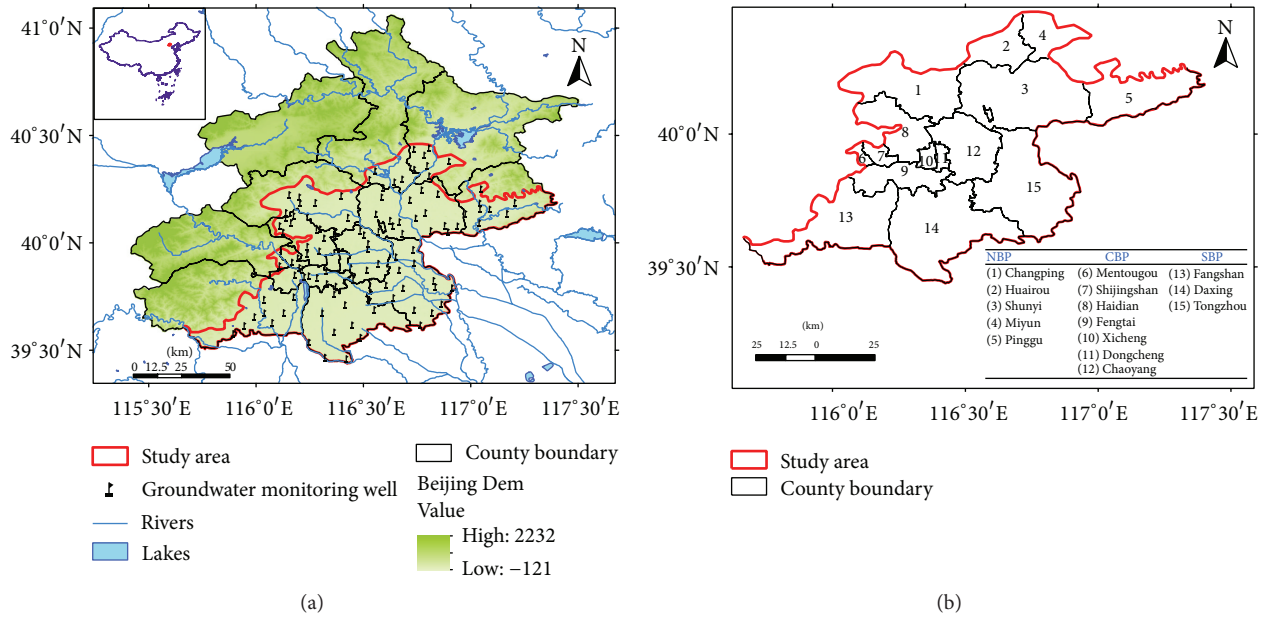 41°0′N
40°30′N
40°0′N
39°30′N
N
(km)
0 12.5 25 50
115°30′E 116°0′E 116°30′E 117°0′E 117°30′E
Study area
Groundwater monitoring well
Rivers
Lakes
County boundary
Beijing Dem
Value
High: 2232
Low: −121
(a)
40°0′N
39°30′N
N
1
2
3
4
5
6
7
8
9
10
11
12
13
14
15
NBP CBP SBP
(1) Changping (6) Mentougou (13) Fangshan
(2) Huairou (7) Shijingshan (14) Daxing
(3) Shunyi (8) Haidian (15) Tongzhou
(4) Miyun (9) Fengtai
(5) Pinggu (10) Xicheng
(11) Dongcheng
(12) Chaoyang
(km)
25 12.5 0 25
116°0′E 116°30′E 117°0′E 117°30′E
Study area
County boundary
(b)